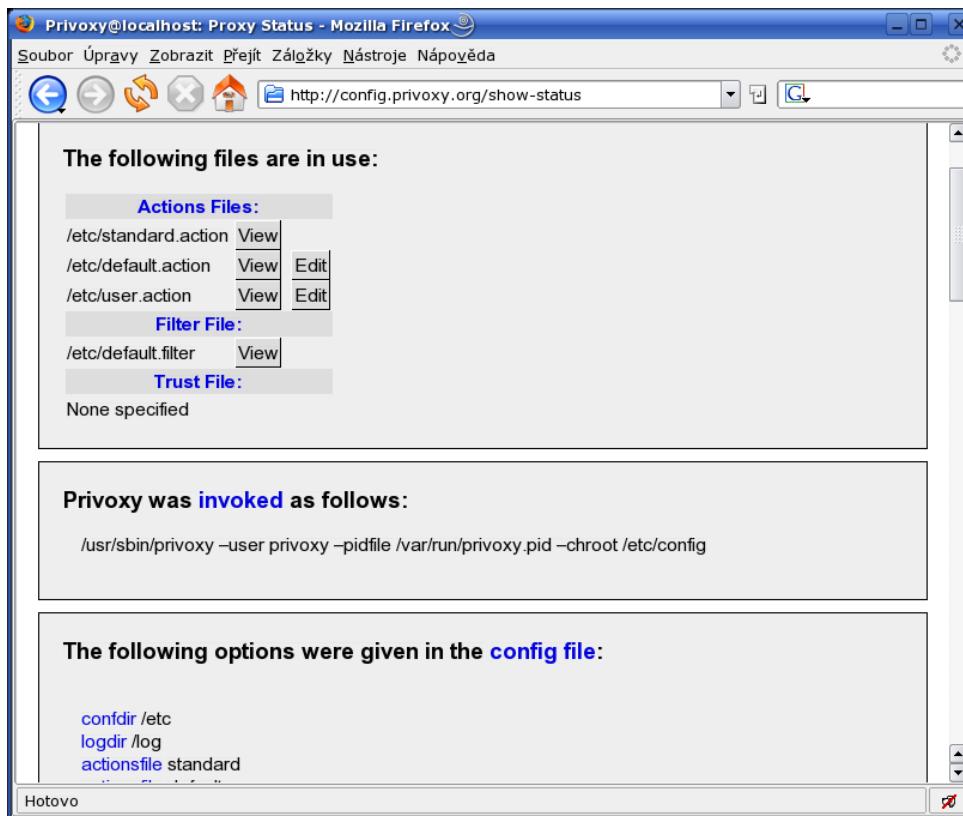 Privoxy@localhost: Proxy Status - Mozilla Firefox
Soubor Úpravy Zobrazit Přejít Záložky Nástroje Nápověda
http://config.privoxy.org/show-status
G
The following files are in use:
Actions Files:
/etc/standard.action View
/etc/default.action View Edit
/etc/user.action View Edit
Filter File:
/etc/default.filter View
Trust File:
None specified
Privoxy was invoked as follows:
/usr/sbin/privoxy –user privoxy –pidfile /var/run/privoxy.pid –chroot /etc/config
The following options were given in the config file:
confdir /etc
logdir /log
actionsfile standard
Hotovo